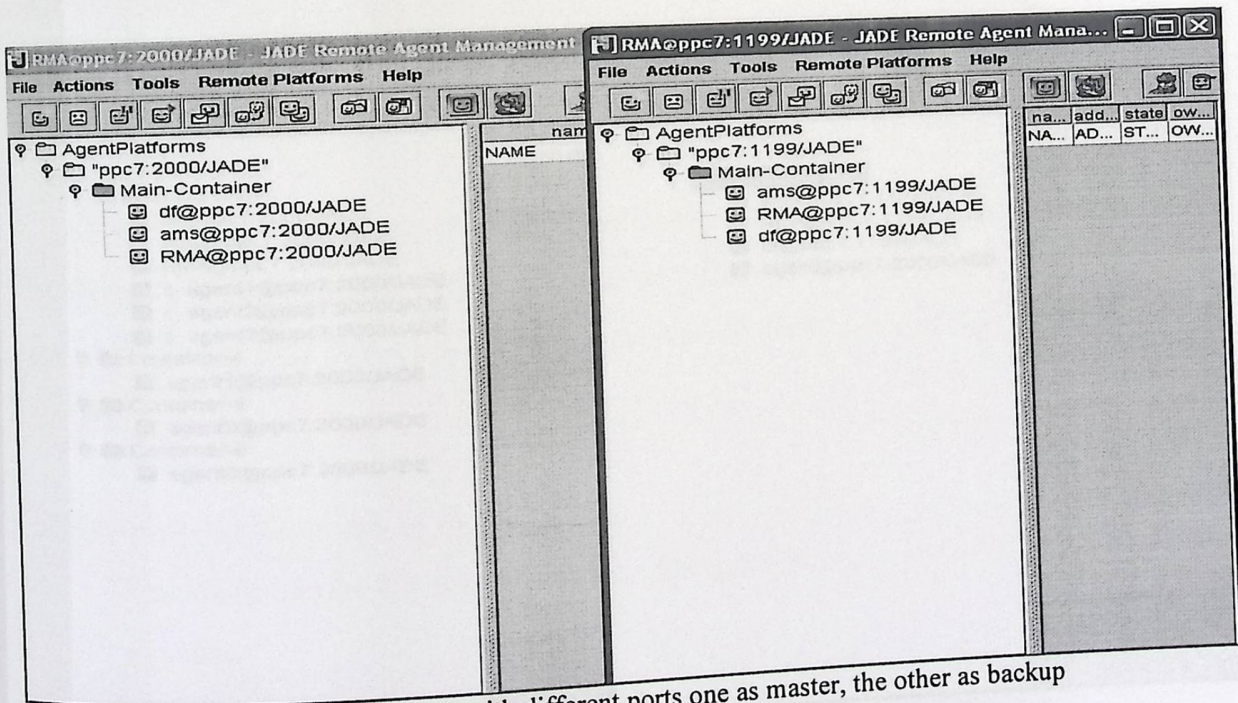 RMA@ppc7:2000/JADE - JADE Remote Agent Management
File Actions Tools Remote Platforms Help
AgentPlatforms
"ppc7:2000/JADE"
Main-Container
df@ppc7:2000/JADE
ams@ppc7:2000/JADE
RMA@ppc7:2000/JADE
nam
NAME
RMA@ppc7:1199/JADE - JADE Remote Agent Mana...
File Actions Tools Remote Platforms Help
AgentPlatforms
"ppc7:1199/JADE"
Main-Container
ams@ppc7:1199/JADE
RMA@ppc7:1199/JADE
df@ppc7:1199/JADE
na... add... state ow...
NA... AD... ST... OW...
different ports one as master, the other as backup